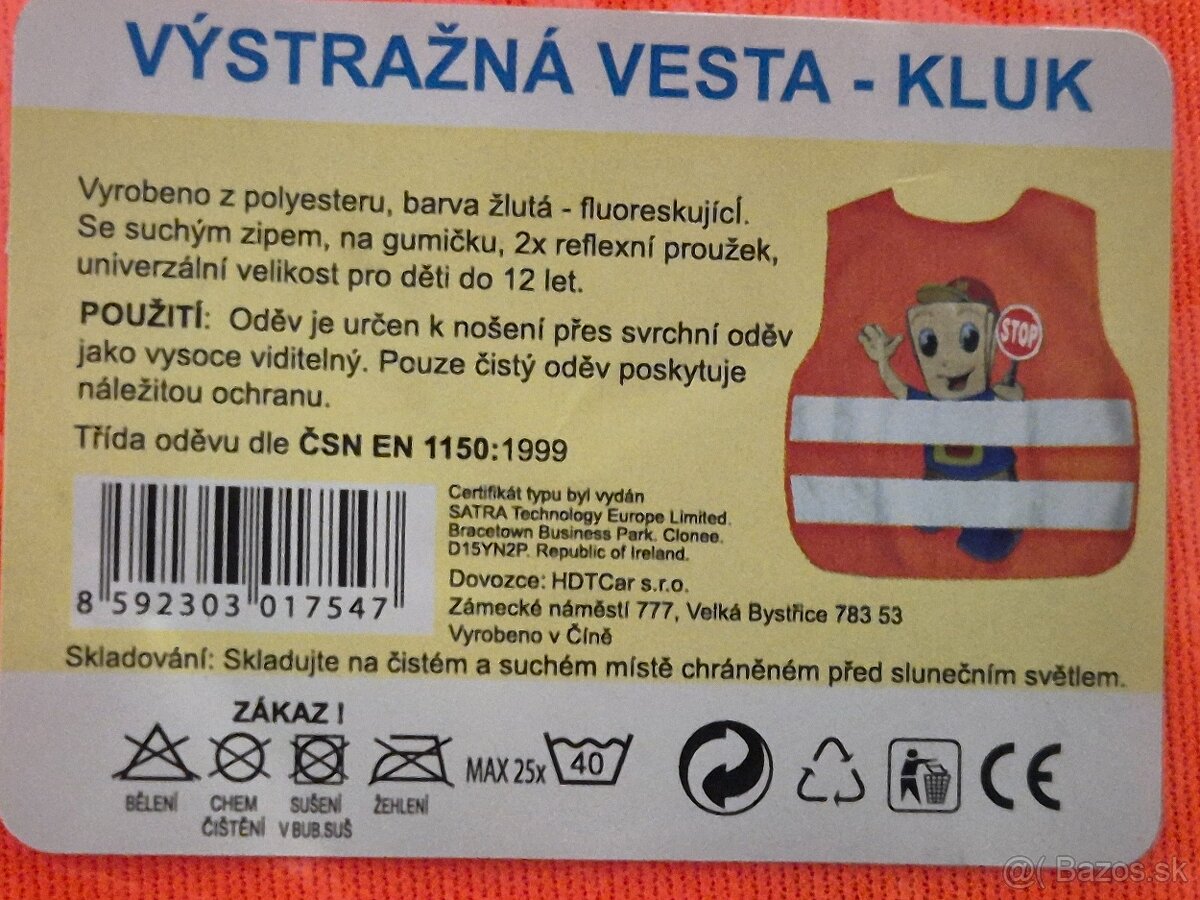 VÝSTRAŽNÁ VESTA - KLUK
Vyrobeno z polyesteru, barva žlutá - fluoreskující.
Se suchým zipem, na gumičku, 2x reflexní proužek,
univerzální velikost pro děti do 12 let.
POUŽITÍ: Oděv je určen k nošení přes svrchní oděv
jako vysoce viditelný. Pouze čistý oděv poskytuje
náležitou ochranu.
Třída oděvu dle ČSN EN 1150:1999
STOP
Certifikát typu byl vydán
SATRA Technology Europe Limited.
Bracetown Business Park. Clonee.
D15YN2P. Republic of Ireland.
Dovozce: HDTCar s.r.o.
Zámecké náměstí 777, Velká Bystřice 783 53
Vyrobeno v Číně
8 592303 017547
Skladování: Skladujte na čistém a suchém místě chráněném před slunečním světlem.
ZÁKAZ !
MAX 25x 40
BĚLENÍ CHEM SUŠENÍ ŽEHLENÍ
ČIŠTĚNÍ V BUB.SUŠ
CE
@( Bazos.sk